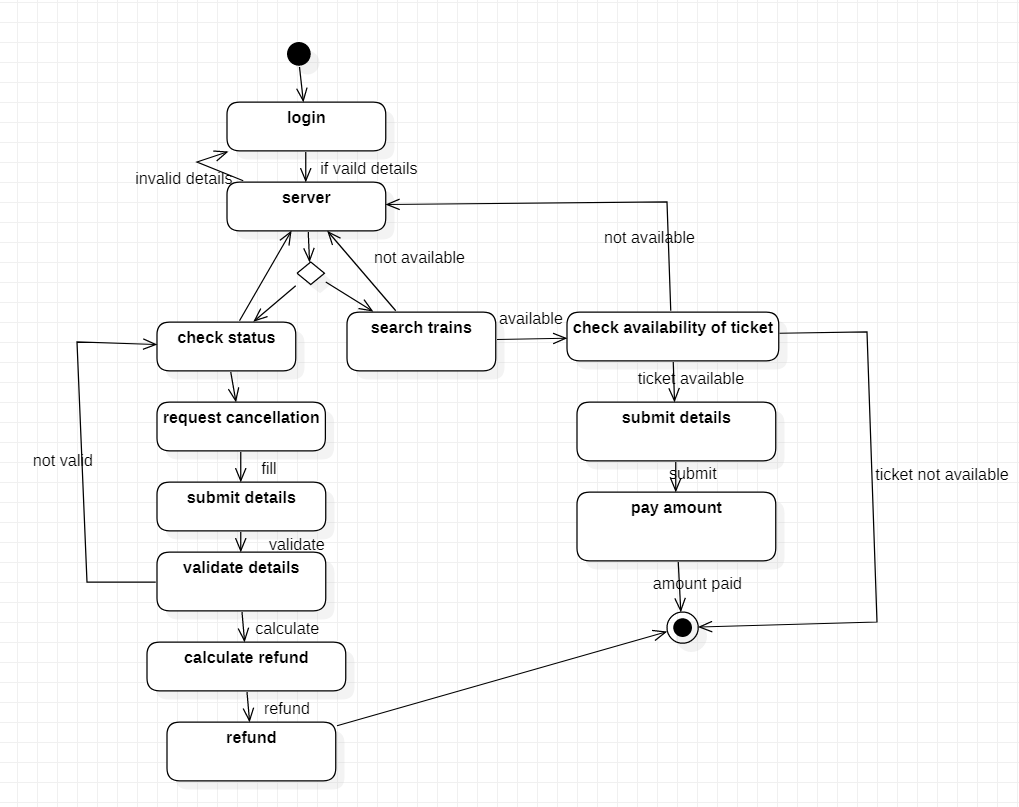 login
if vaild details
invalid details
server
not available
not available
available
search trains
check availability of ticket
check status
ticket available
request cancellation
submit details
not valid
fill
submit
ticket not available
submit details
pay amount
validate
validate details
amount paid
calculate
calculate refund
refund
refund